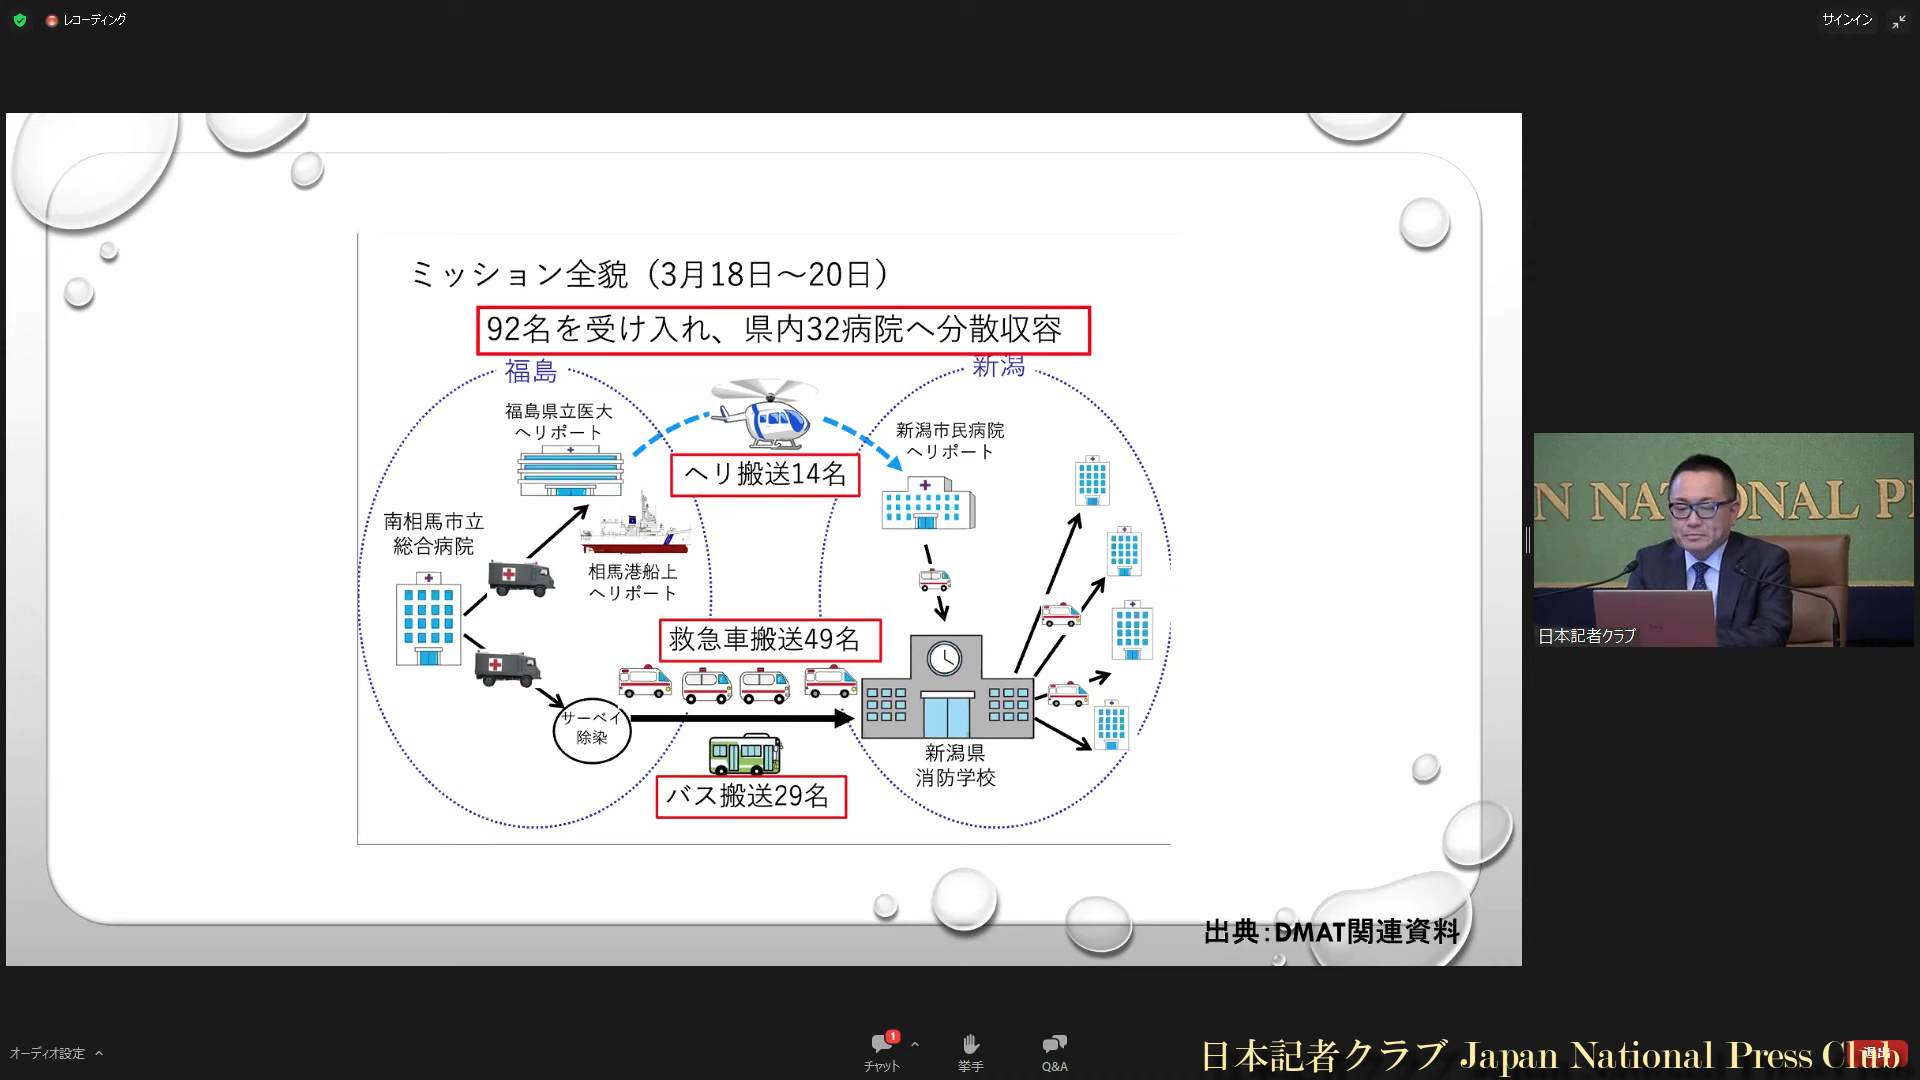 レコーディング
サインイン
ミッション全貌（3月18日～20日）
92名を受け入れ、県内32病院へ分散収容
福島
新潟
福島県立医大
ヘリポート
新潟市民病院
ヘリポート
ヘリ搬送14名
南相馬市立
総合病院
相馬港船上
ヘリポート
救急車搬送49名
サーベイ
除染
新潟県
消防学校
バス搬送29名
出典：DMAT関連資料
N NATIONAL P
日本記者クラブ
オーディオ設定
1
チャット
挙手
Q&A
退出
日本記者クラブ Japan National Press Club